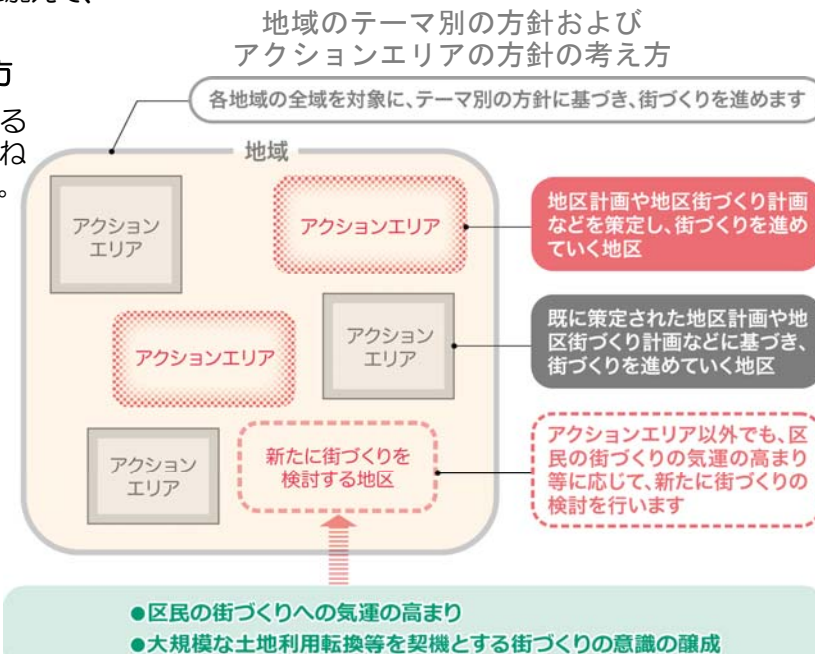 地域のテーマ別の方針および
アクションエリアの方針の考え方
方
る
ね
。
各地域の全域を対象に、テーマ別の方針に基づき、街づくりを進めます
地域
アクション
エリア
アクションエリア
地区計画や地区街づくり計画
などを策定し、街づくりを進め
ていく地区
アクションエリア
アクション
エリア
既に策定された地区計画や地
区街づくり計画などに基づき、
街づくりを進めていく地区
アクション
エリア
新たに街づくりを
検討する地区
アクションエリア以外でも、区
民の街づくりの気運の高まり
等に応じて、新たに街づくりの
検討を行います
●区民の街づくりへの気運の高まり
●大規模な土地利用転換等を契機とする街づくりの意識の醸成